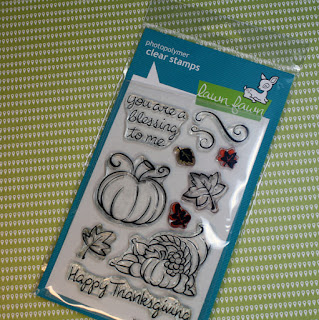 photopolymer
clear stamps
lawn fawn
you are a
blessing
to me!
Happy Thanksgiving